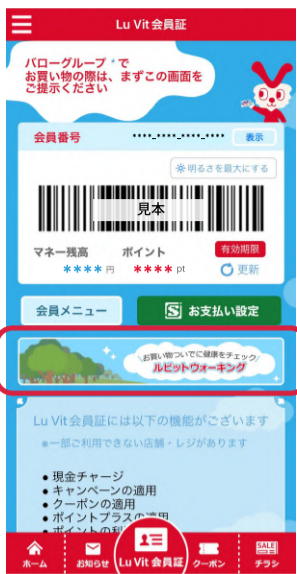 Lu Vit 会員証
バローグループ*で
お買い物の際は、まずこの画面を
ご提示ください
会員番号 ****-****-****-**** 表示
明るさを最大にする
見本
マネー残高 ポイント 有効期限
**** 円 **** pt 更新
会員メニュー S お支払い設定
お買い物ついでに健康をチェック
ルビットウォーキング
Lu Vit会員証には以下の機能がございます
※一部ご利用できない店舗・レジがあります
●現金チャージ
●キャンペーンの適用
●クーポンの適用
●ポイントプラスの適用
●ポイントの利
ホーム お知らせ Lu Vit 会員証 クーポン SALE チラシ